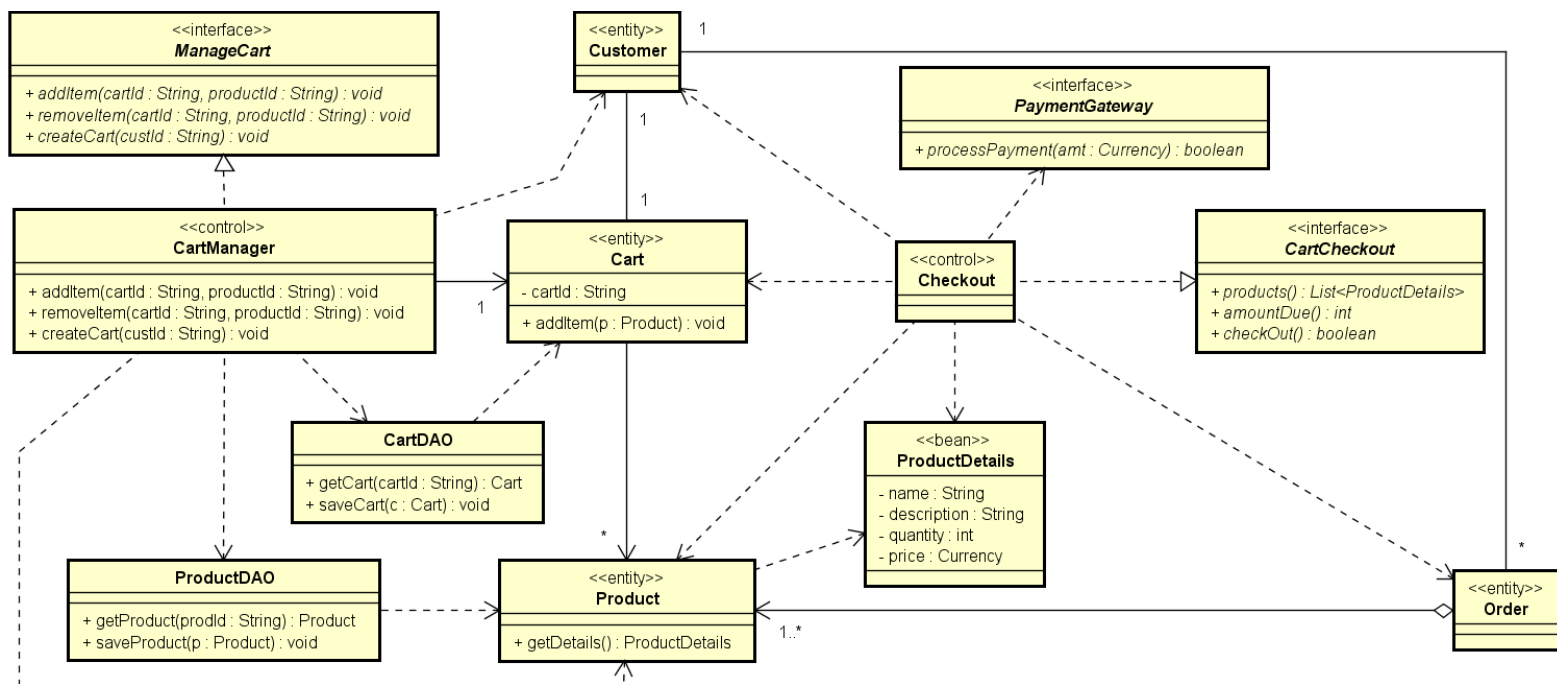 <<interface>>
ManageCart
+ addItem(cartId : String, productId : String) : void
+ removeItem(cartId : String, productId : String) : void
+ createCart(custId : String) : void
<<entity>>
Customer
1
1
1
<<interface>>
PaymentGateway
+ processPayment(amt : Currency) : boolean
<<control>>
CartManager
+ addItem(cartId : String, productId : String) : void
+ removeItem(cartId : String, productId : String) : void
+ createCart(custId : String) : void
1
<<entity>>
Cart
- cartId : String
+ addItem(p : Product) : void
<<control>>
Checkout
<<interface>>
CartCheckout
+ products() : List<ProductDetails>
+ amountDue() : int
+ checkOut() : boolean
CartDAO
+ getCart(cartId : String) : Cart
+ saveCart(c : Cart) : void
<<bean>>
ProductDetails
- name : String
- description : String
- quantity : int
- price : Currency
*
*
ProductDAO
+ getProduct(prodId : String) : Product
+ saveProduct(p : Product) : void
<<entity>>
Product
+ getDetails() : ProductDetails
1..*
<<entity>>
Order